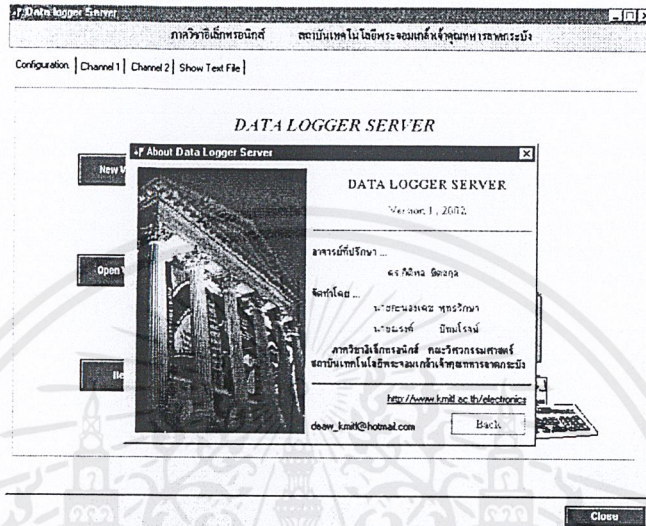 Data logger Server
ภาควิชาอิเล็กทรอนิกส์ สถาบันเทคโนโลยีพระจอมเกล้าเจ้าคุณทหารลาดกระบัง
Configuration Channel 1 Channel 2 Show Text File
DATA LOGGER SERVER
About Data Logger Server
New
Open
DATA LOGGER SERVER
Version 1, 2002
อาจารย์ที่ปรึกษา ...
จัดทำโดย ...
ภาควิชาอิเล็กทรอนิกส์ คณะวิศวกรรมศาสตร์
สถาบันเทคโนโลยีพระจอมเกล้าเจ้าคุณทหารลาดกระบัง
http://www.kmitl.ac.th/electronics
deaw_kmitl@hotmail.com Back
Close